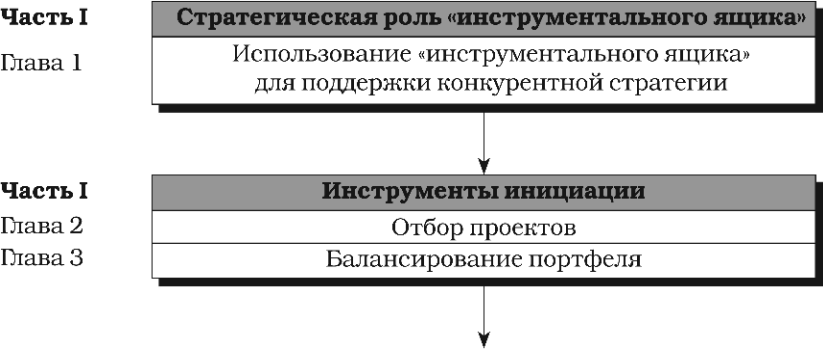 Часть I
Стратегическая роль «инструментального ящика»
Глава 1
Использование «инструментального ящика»
для поддержки конкурентной стратегии
Часть I
Инструменты инициации
Глава 2
Отбор проектов
Глава 3
Балансирование портфеля